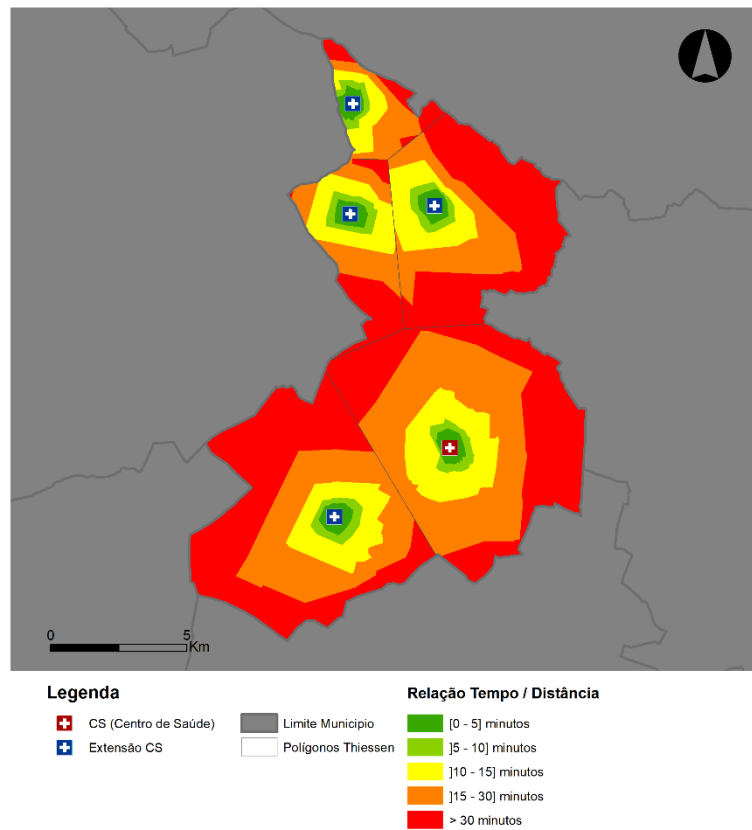 0 5
Km
Legenda
CS (Centro de Saúde)
Extensão CS
Limite Municipio
Polígonos Thiessen
Relação Tempo / Distância
[0 - 5] minutos
]5 - 10] minutos
]10 - 15] minutos
]15 - 30] minutos
> 30 minutos